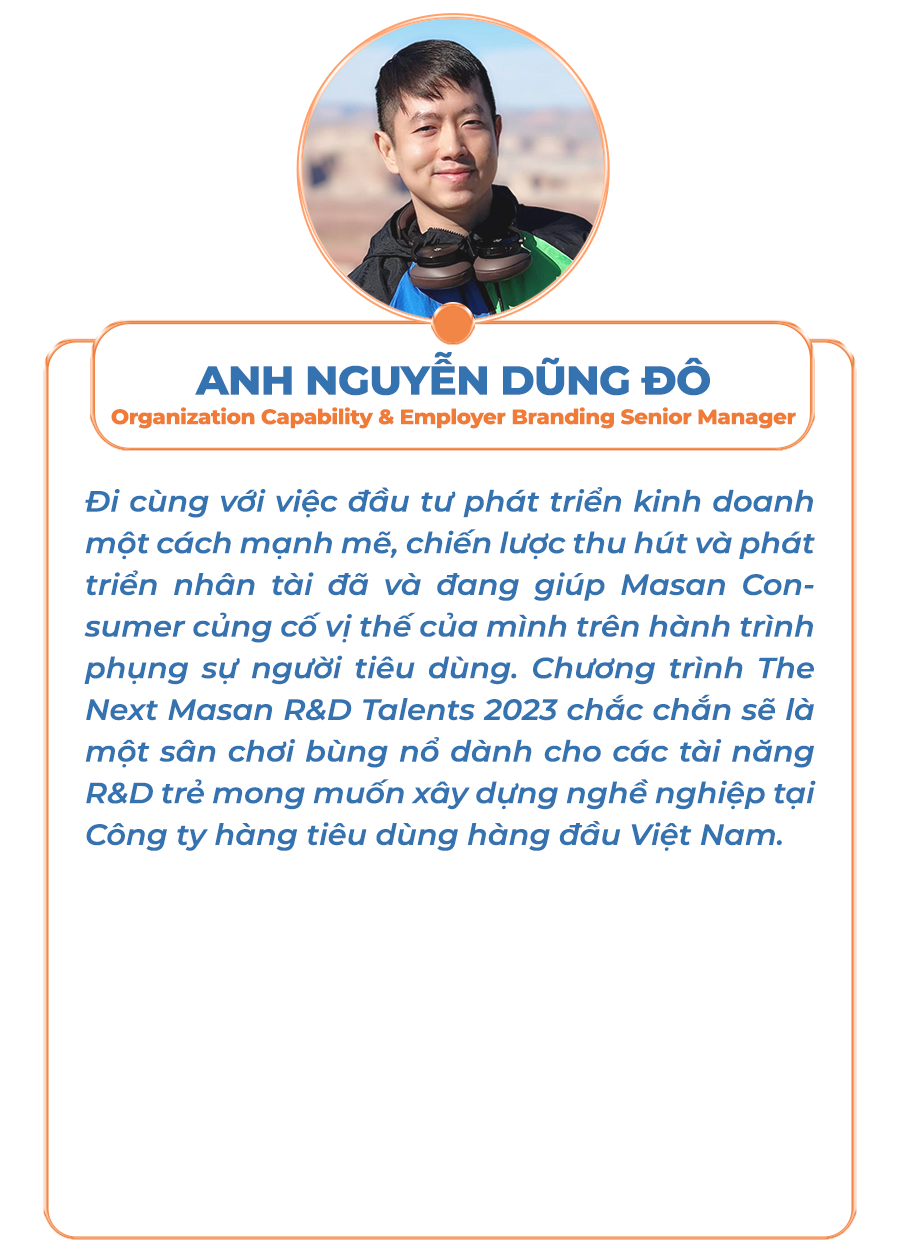 ANH NGUYỄN DŨNG ĐÔ
Organization Capability & Employer Branding Senior Manager
Đi cùng với việc đầu tư phát triển kinh doanh
một cách mạnh mẽ, chiến lược thu hút và phát
triển nhân tài đã và đang giúp Masan Con-
sumer củng cố vị thế của mình trên hành trình
phụng sự người tiêu dùng. Chương trình The
Next Masan R&D Talents 2023 chắc chắn sẽ là
một sân chơi bùng nổ dành cho các tài năng
R&D trẻ mong muốn xây dựng nghề nghiệp tại
Công ty hàng tiêu dùng hàng đầu Việt Nam.